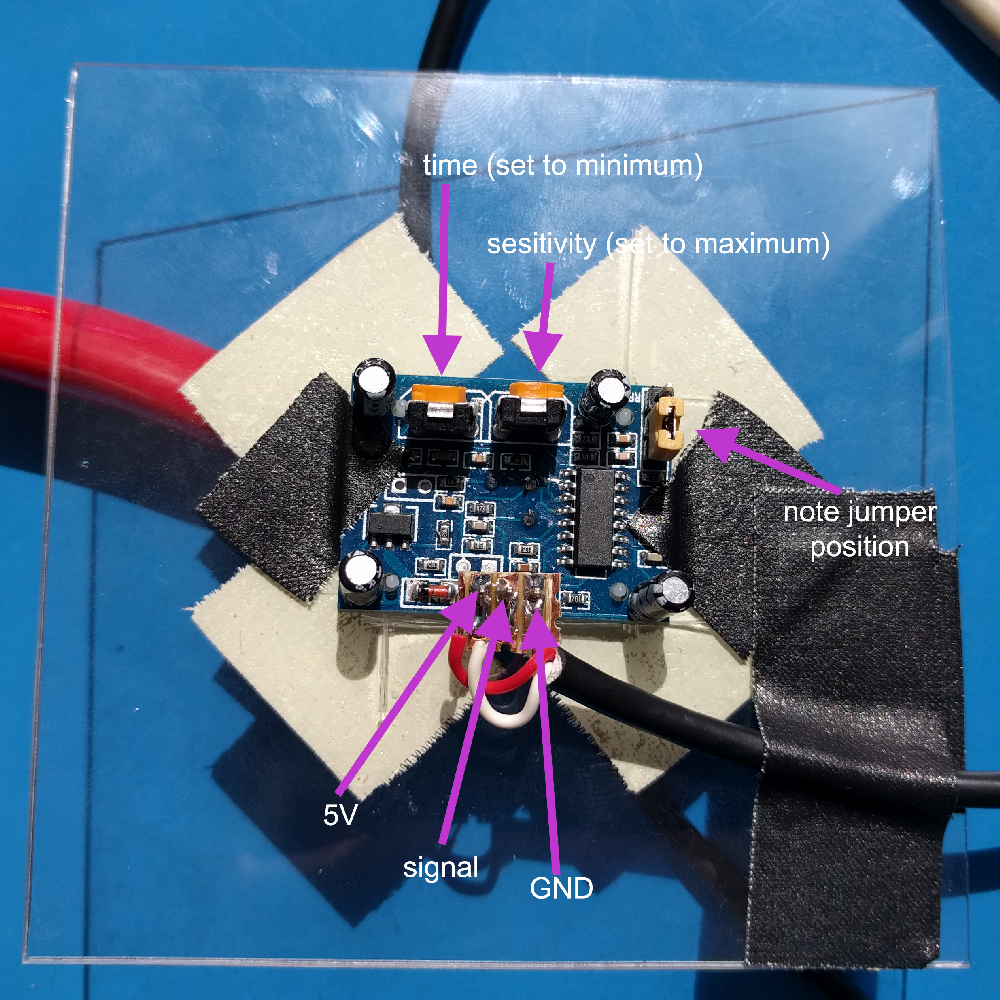 time (set to minimum)
sesitivity (set to maximum)
note jumper
position
5V
signal
GND